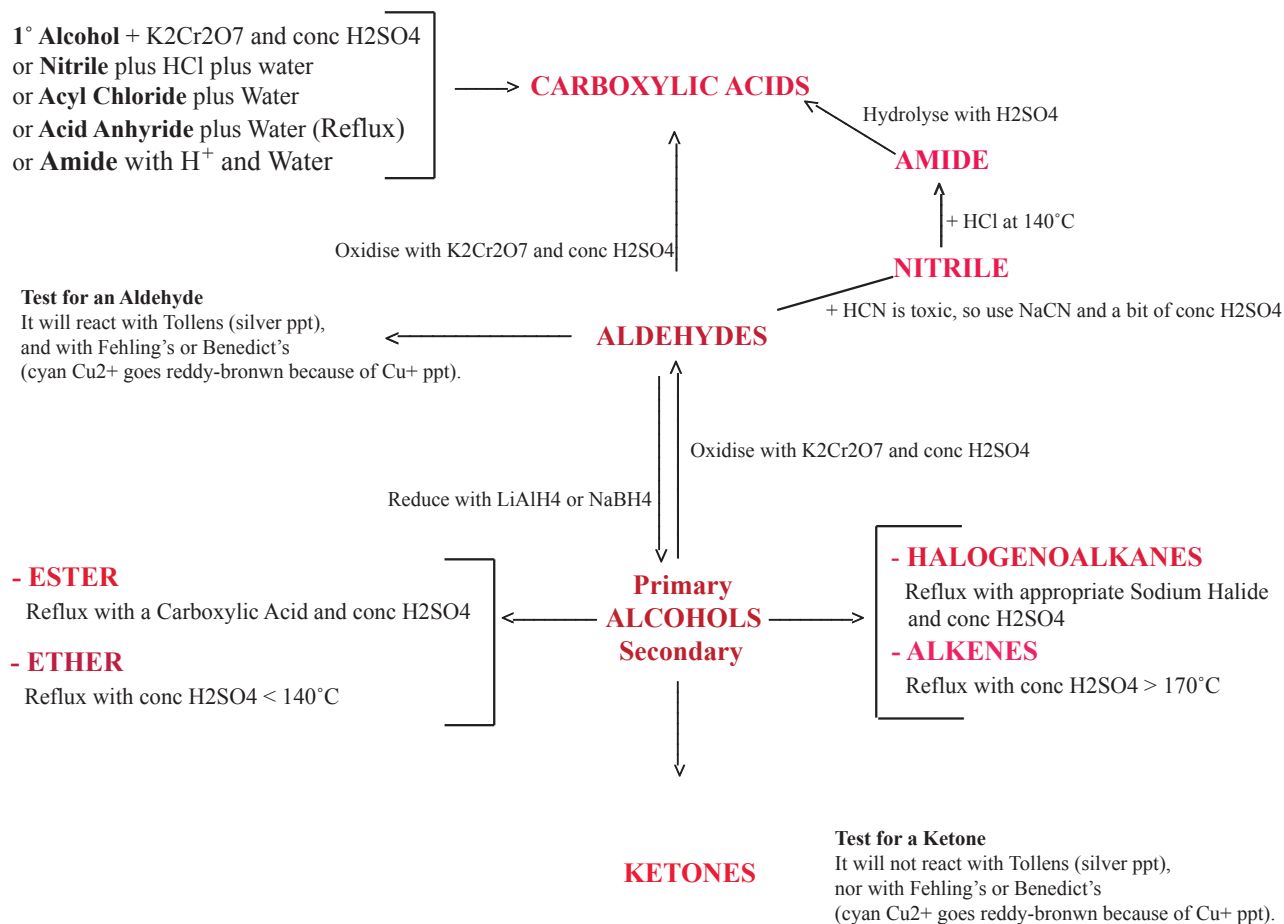 1˚ Alcohol + K2Cr2O7 and conc H2SO4
or Nitrile plus HCl plus water
or Acyl Chloride plus Water
or Acid Anhyride plus Water (Reflux)
or Amide with H⁺ and Water
CARBOXYLIC ACIDS
Hydrolyse with H2SO4
AMIDE
+ HCl at 140˚C
NITRILE
+ HCN is toxic, so use NaCN and a bit of conc H2SO4
Oxidise with K2Cr2O7 and conc H2SO4
Test for an Aldehyde
It will react with Tollens (silver ppt),
and with Fehling’s or Benedict’s
(cyan Cu2+ goes reddy-bronwn because of Cu+ ppt).
ALDEHYDES
Oxidise with K2Cr2O7 and conc H2SO4
Reduce with LiAlH4 or NaBH4
- ESTER
Reflux with a Carboxylic Acid and conc H2SO4
- ETHER
Reflux with conc H2SO4 < 140˚C
Primary
ALCOHOLS
Secondary
- HALOGENOALKANES
Reflux with appropriate Sodium Halide
and conc H2SO4
- ALKENES
Reflux with conc H2SO4 > 170˚C
KETONES
Test for a Ketone
It will not react with Tollens (silver ppt),
nor with Fehling’s or Benedict’s
(cyan Cu2+ goes reddy-bronwn because of Cu+ ppt).